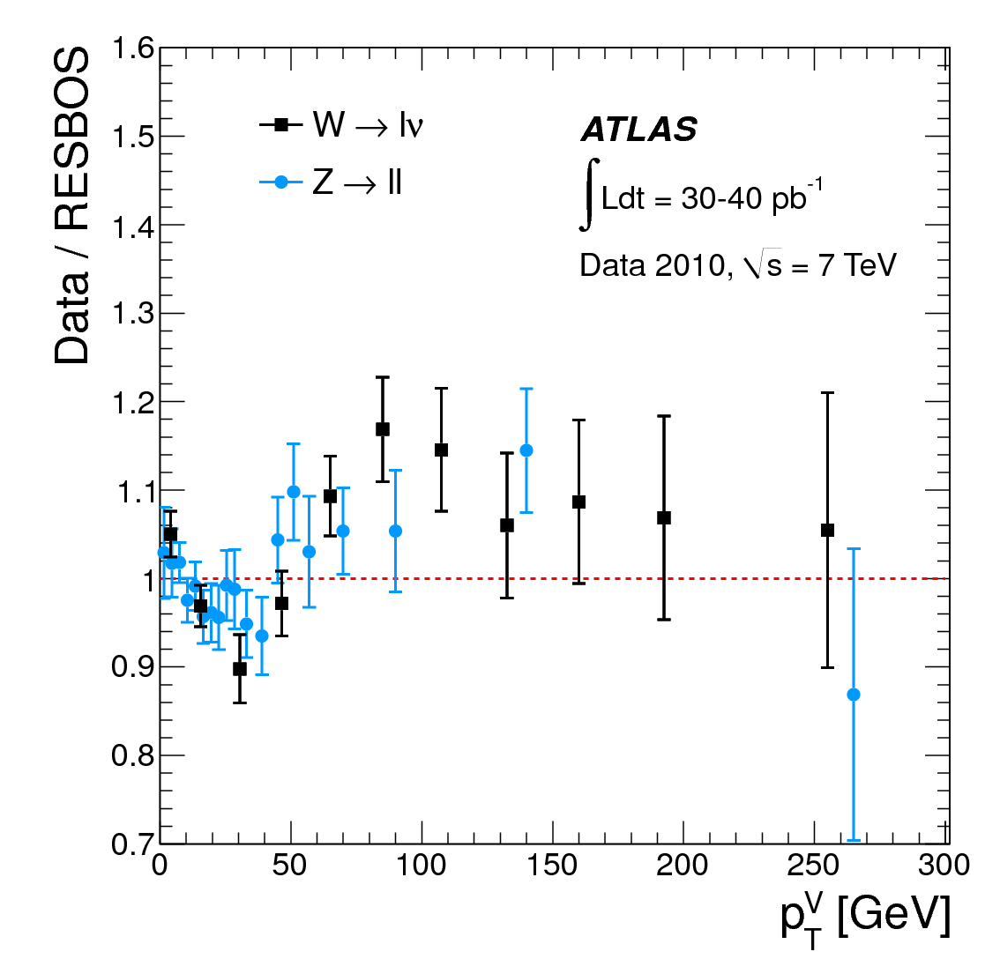 Data / RESBOS
1.6
1.5
1.4
1.3
1.2
1.1
1
0.9
0.8
0.7
W → lν
Z → ll
ATLAS
∫Ldt = 30-40 pb⁻¹
Data 2010, √s = 7 TeV
0 50 100 150 200 250 300
p_T^V [GeV]